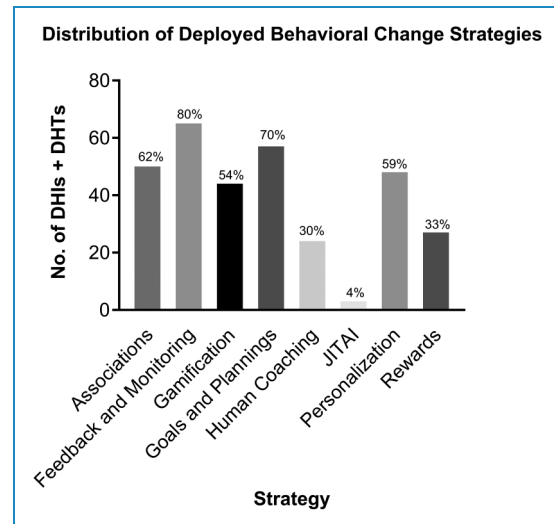 Distribution of Deployed Behavioral Change Strategies
No. of DHIs + DHTs
80
60
40
20
0
62%
80%
54%
70%
30%
4%
59%
33%
Associations
Feedback and Monitoring
Gamification
Goals and Plannings
Human Coaching
JITAI
Personalization
Rewards
Strategy